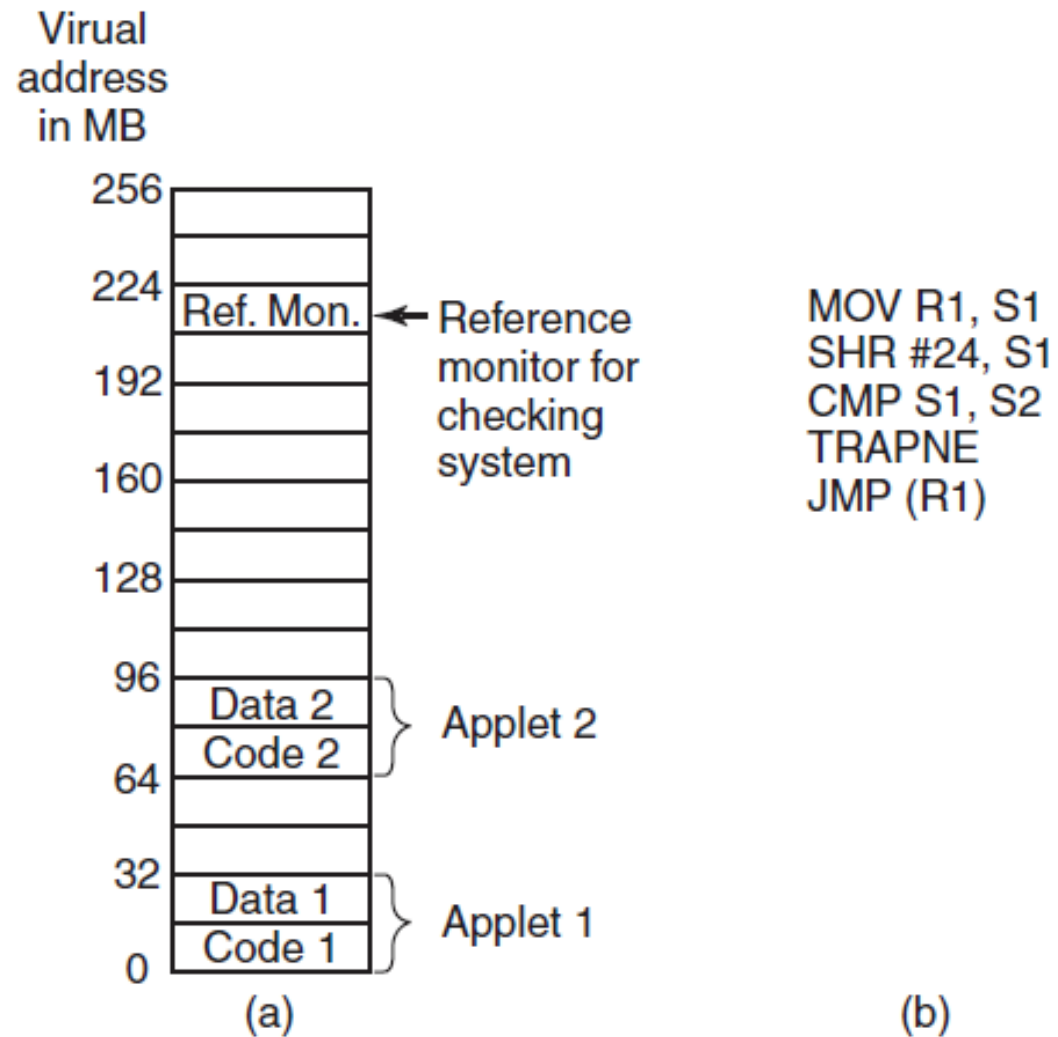 Virual
address
in MB
256
224
Ref. Mon.
Reference
monitor for
checking
system
192
160
128
96
Data 2
Code 2
Applet 2
64
32
Data 1
Code 1
Applet 1
0
(a)
MOV R1, S1
SHR #24, S1
CMP S1, S2
TRAPNE
JMP (R1)
(b)